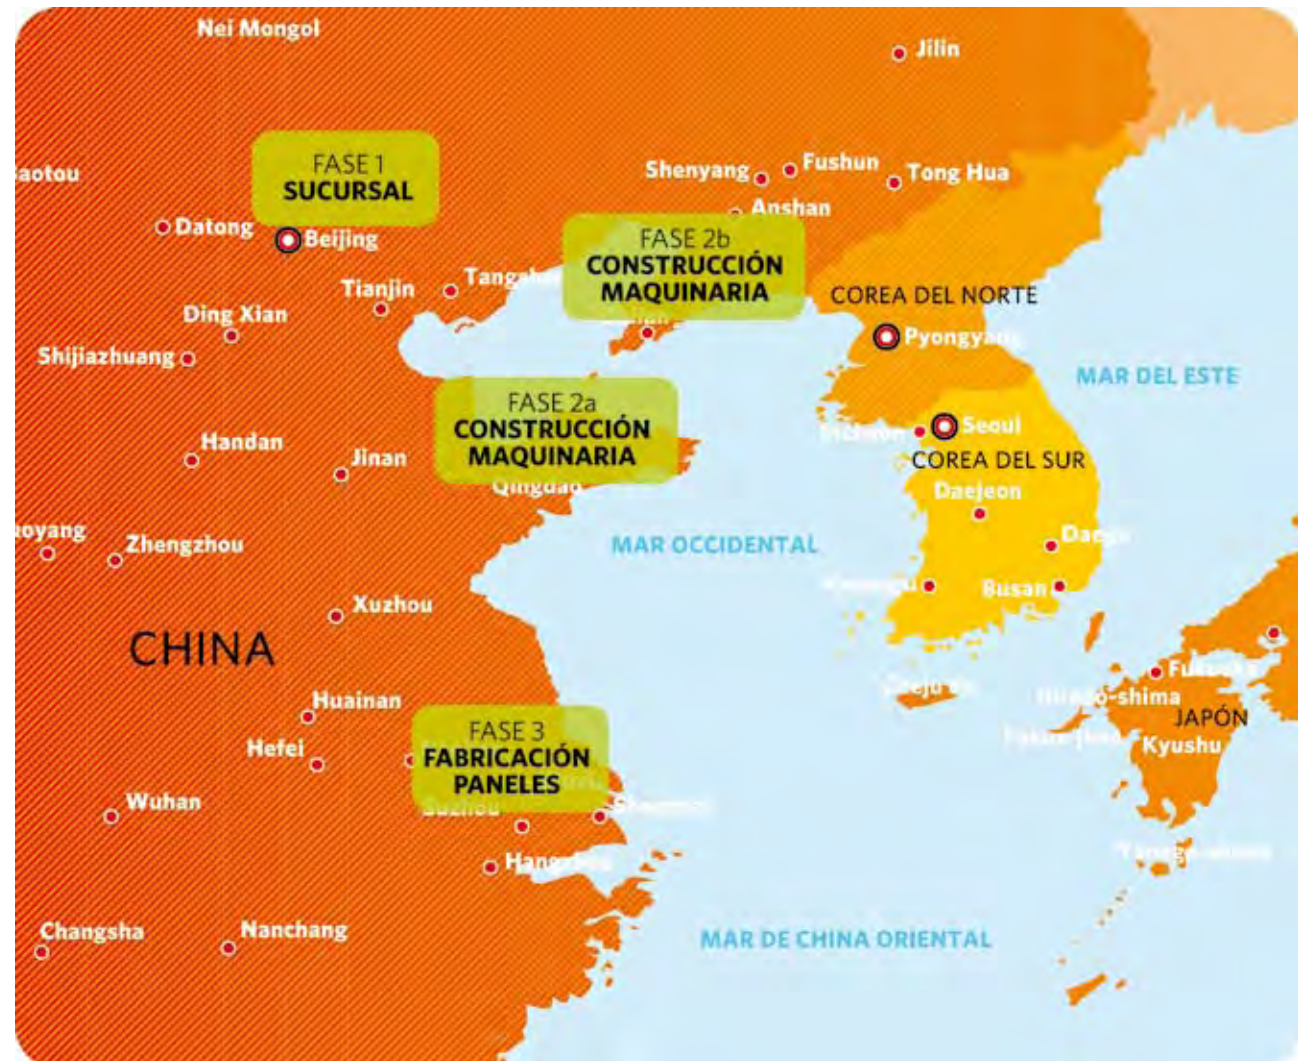 Nei Mongol
Jilin
FASE 1
SUCURSAL
Shenyang
Fushun
Tong Hua
Anshan
Datong
Beijing
FASE 2b
CONSTRUCCIÓN
MAQUINARIA
Tianjin
COREA DEL NORTE
Ding Xian
Pyongyang
Shijiazhuang
MAR DEL ESTE
FASE 2a
CONSTRUCCIÓN
MAQUINARIA
Seoul
Handan
Jinan
COREA DEL SUR
Qingdao
Daejeon
Zhengzhou
MAR OCCIDENTAL
Busan
Xuzhou
CHINA
Huainan
JAPÓN
Kyushu
Hefei
FASE 3
FABRICACIÓN
PANELES
Wuhan
Suzhou
Changsha
Nanchang
MAR DE CHINA ORIENTAL